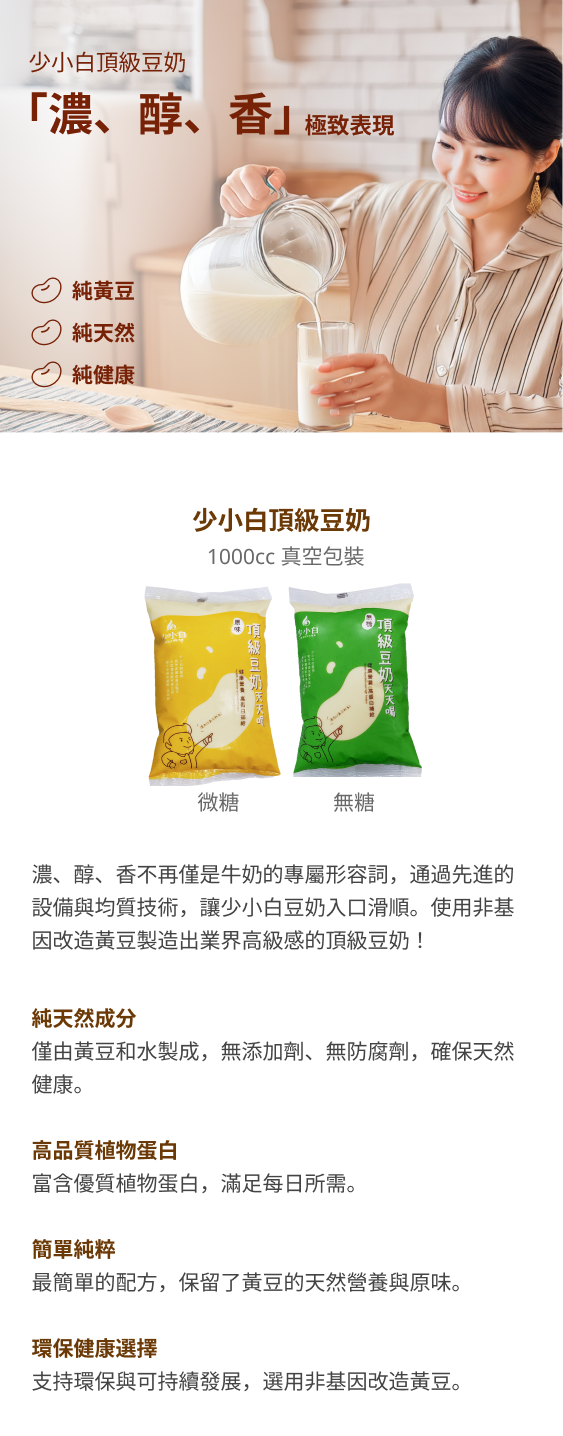 少小白頂級豆奶
「濃、醇、香」極致表現
純黃豆
純天然
純健康
少小白頂級豆奶
1000cc 真空包裝
少小白
原味
頂級豆奶天天喝
少小白
無糖
頂級豆奶天天喝
微糖
無糖
濃、醇、香不再僅是牛奶的專屬形容詞，通過先進的
設備與均質技術，讓少小白豆奶入口滑順。使用非基
因改造黃豆製造出業界高級感的頂級豆奶！
純天然成分
僅由黃豆和水製成，無添加劑、無防腐劑，確保天然
健康。
高品質植物蛋白
富含優質植物蛋白，滿足每日所需。
簡單純粹
最簡單的配方，保留了黃豆的天然營養與原味。
環保健康選擇
支持環保與可持續發展，選用非基因改造黃豆。